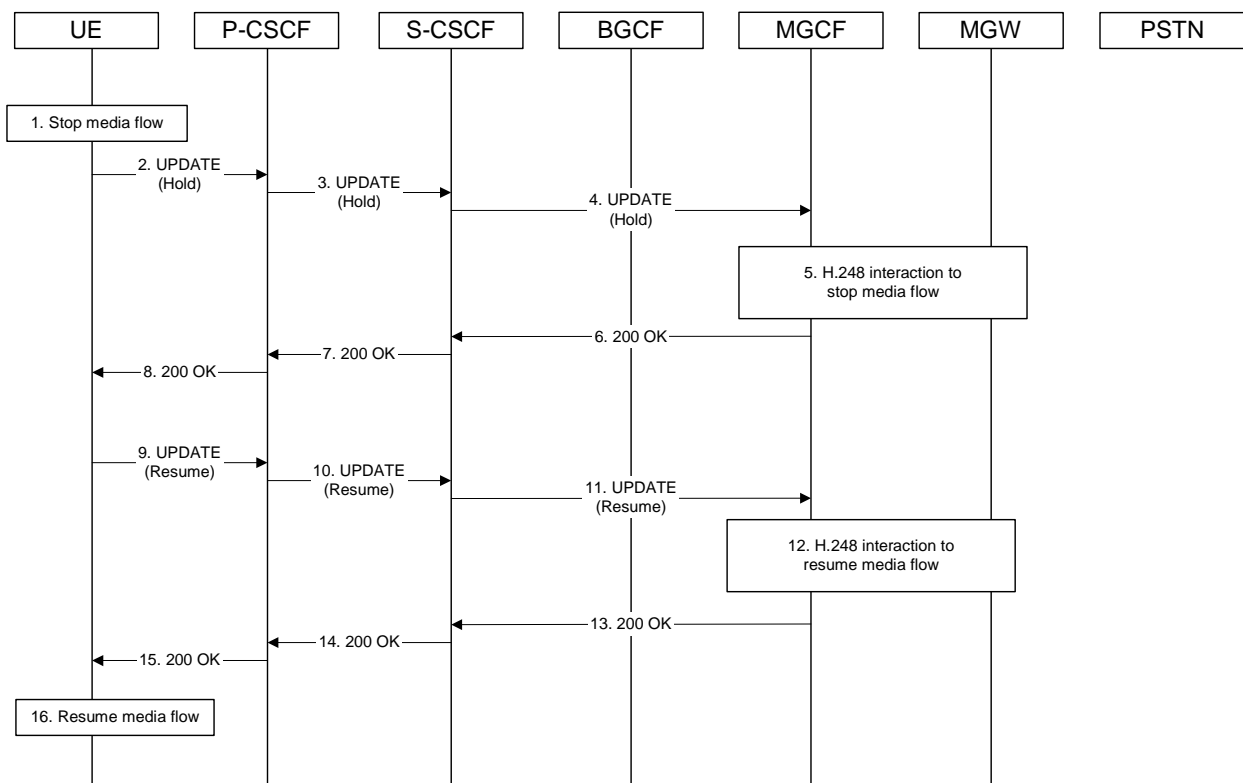 UE
P-CSCF
S-CSCF
BGCF
MGCF
MGW
PSTN
1. Stop media flow
2. UPDATE
(Hold)
3. UPDATE
(Hold)
4. UPDATE
(Hold)
5. H.248 interaction to
stop media flow
6. 200 OK
7. 200 OK
8. 200 OK
9. UPDATE
(Resume)
10. UPDATE
(Resume)
11. UPDATE
(Resume)
12. H.248 interaction to
resume media flow
13. 200 OK
14. 200 OK
15. 200 OK
16. Resume media flow